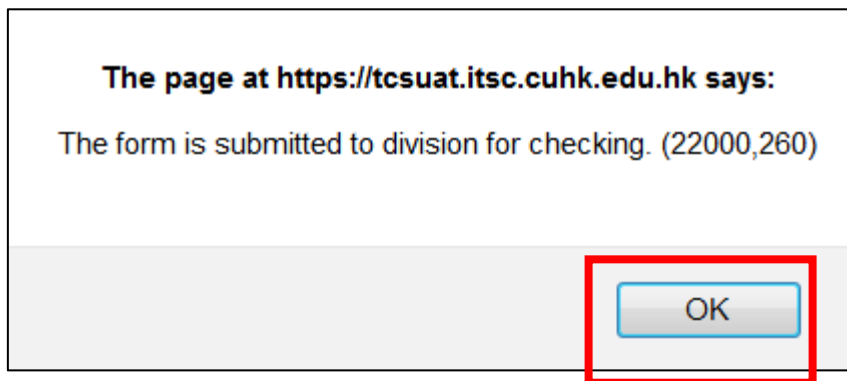 The page at https://tcsuat.itsc.cuhk.edu.hk says:
The form is submitted to division for checking. (22000,260)
OK